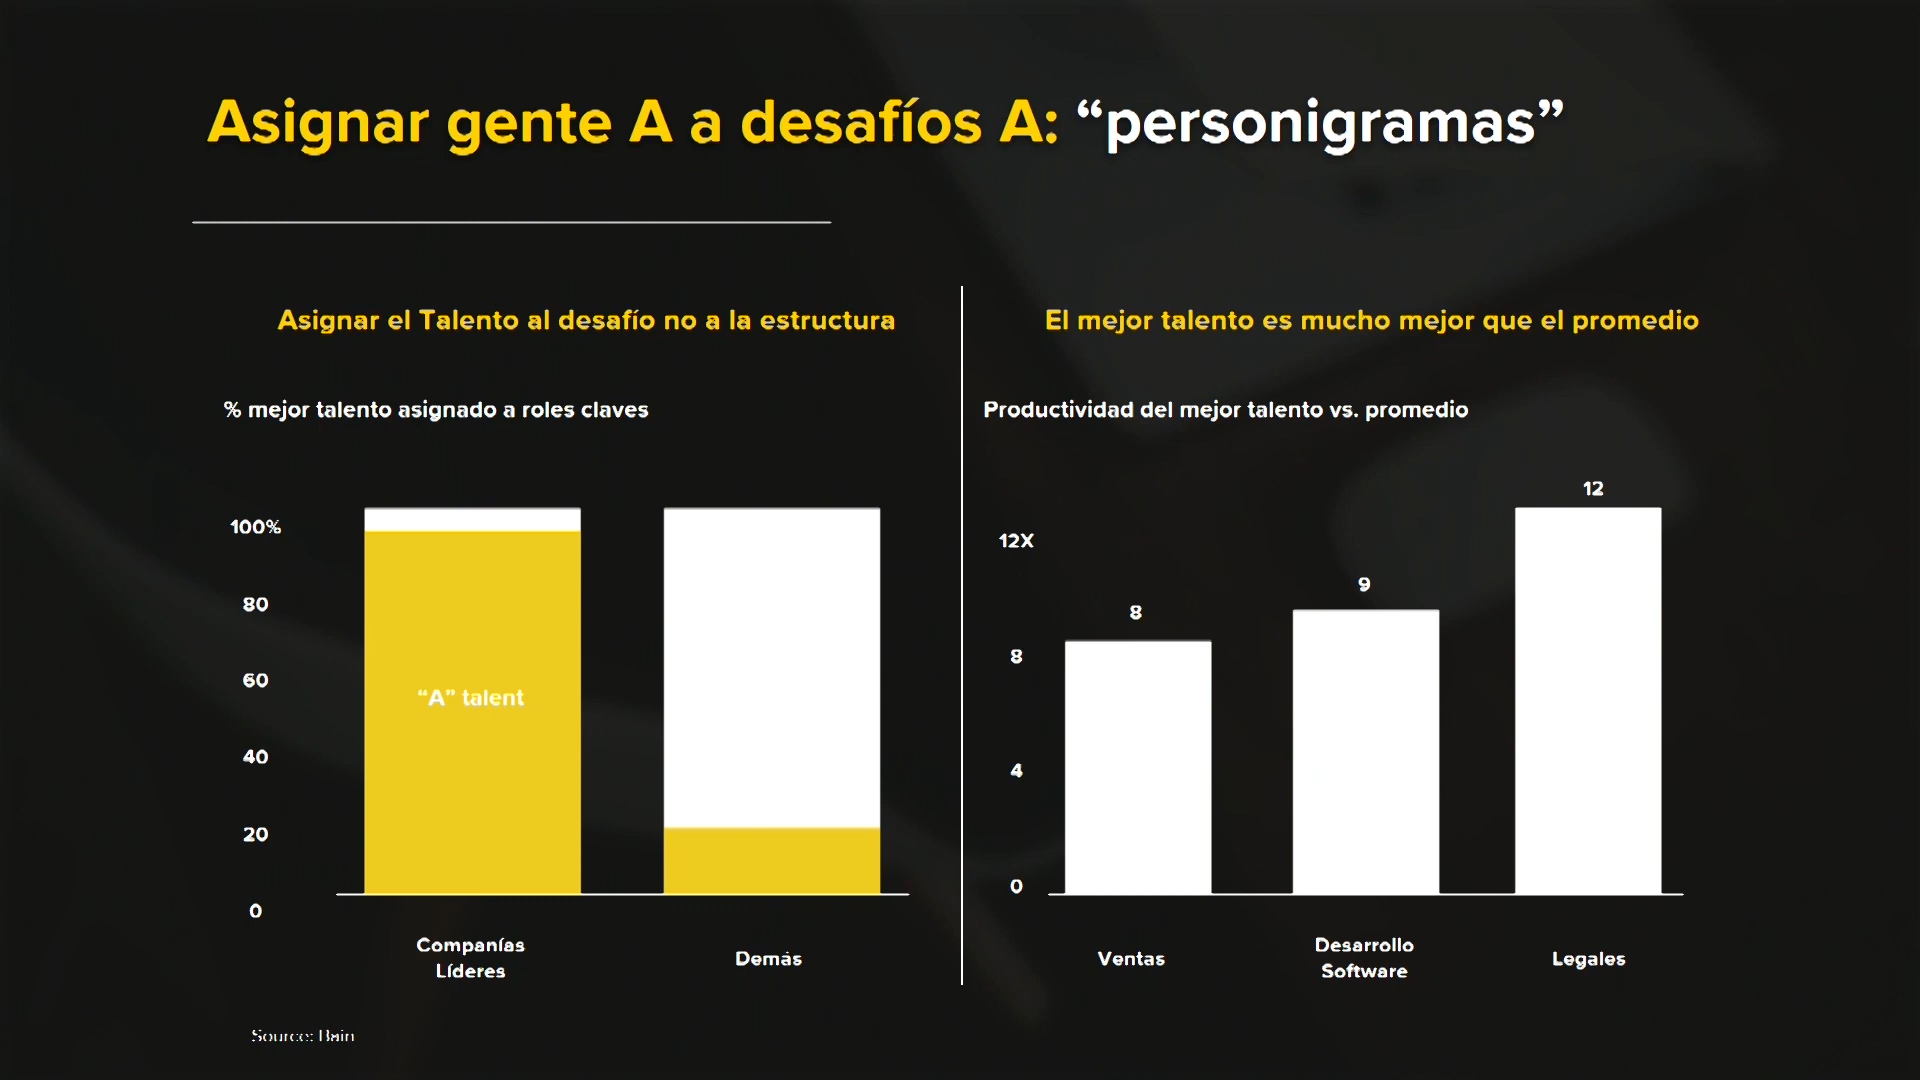 Asignar gente A a desafíos A: “personigramas”
Asignar el Talento al desafío no a la estructura
% mejor talento asignado a roles claves
100%
80
60
40
20
0
“A” talent
Companías
Líderes
Demás
El mejor talento es mucho mejor que el promedio
Productividad del mejor talento vs. promedio
12X
8
4
0
8
9
12
Ventas
Desarrollo
Software
Legales
Source: Bain